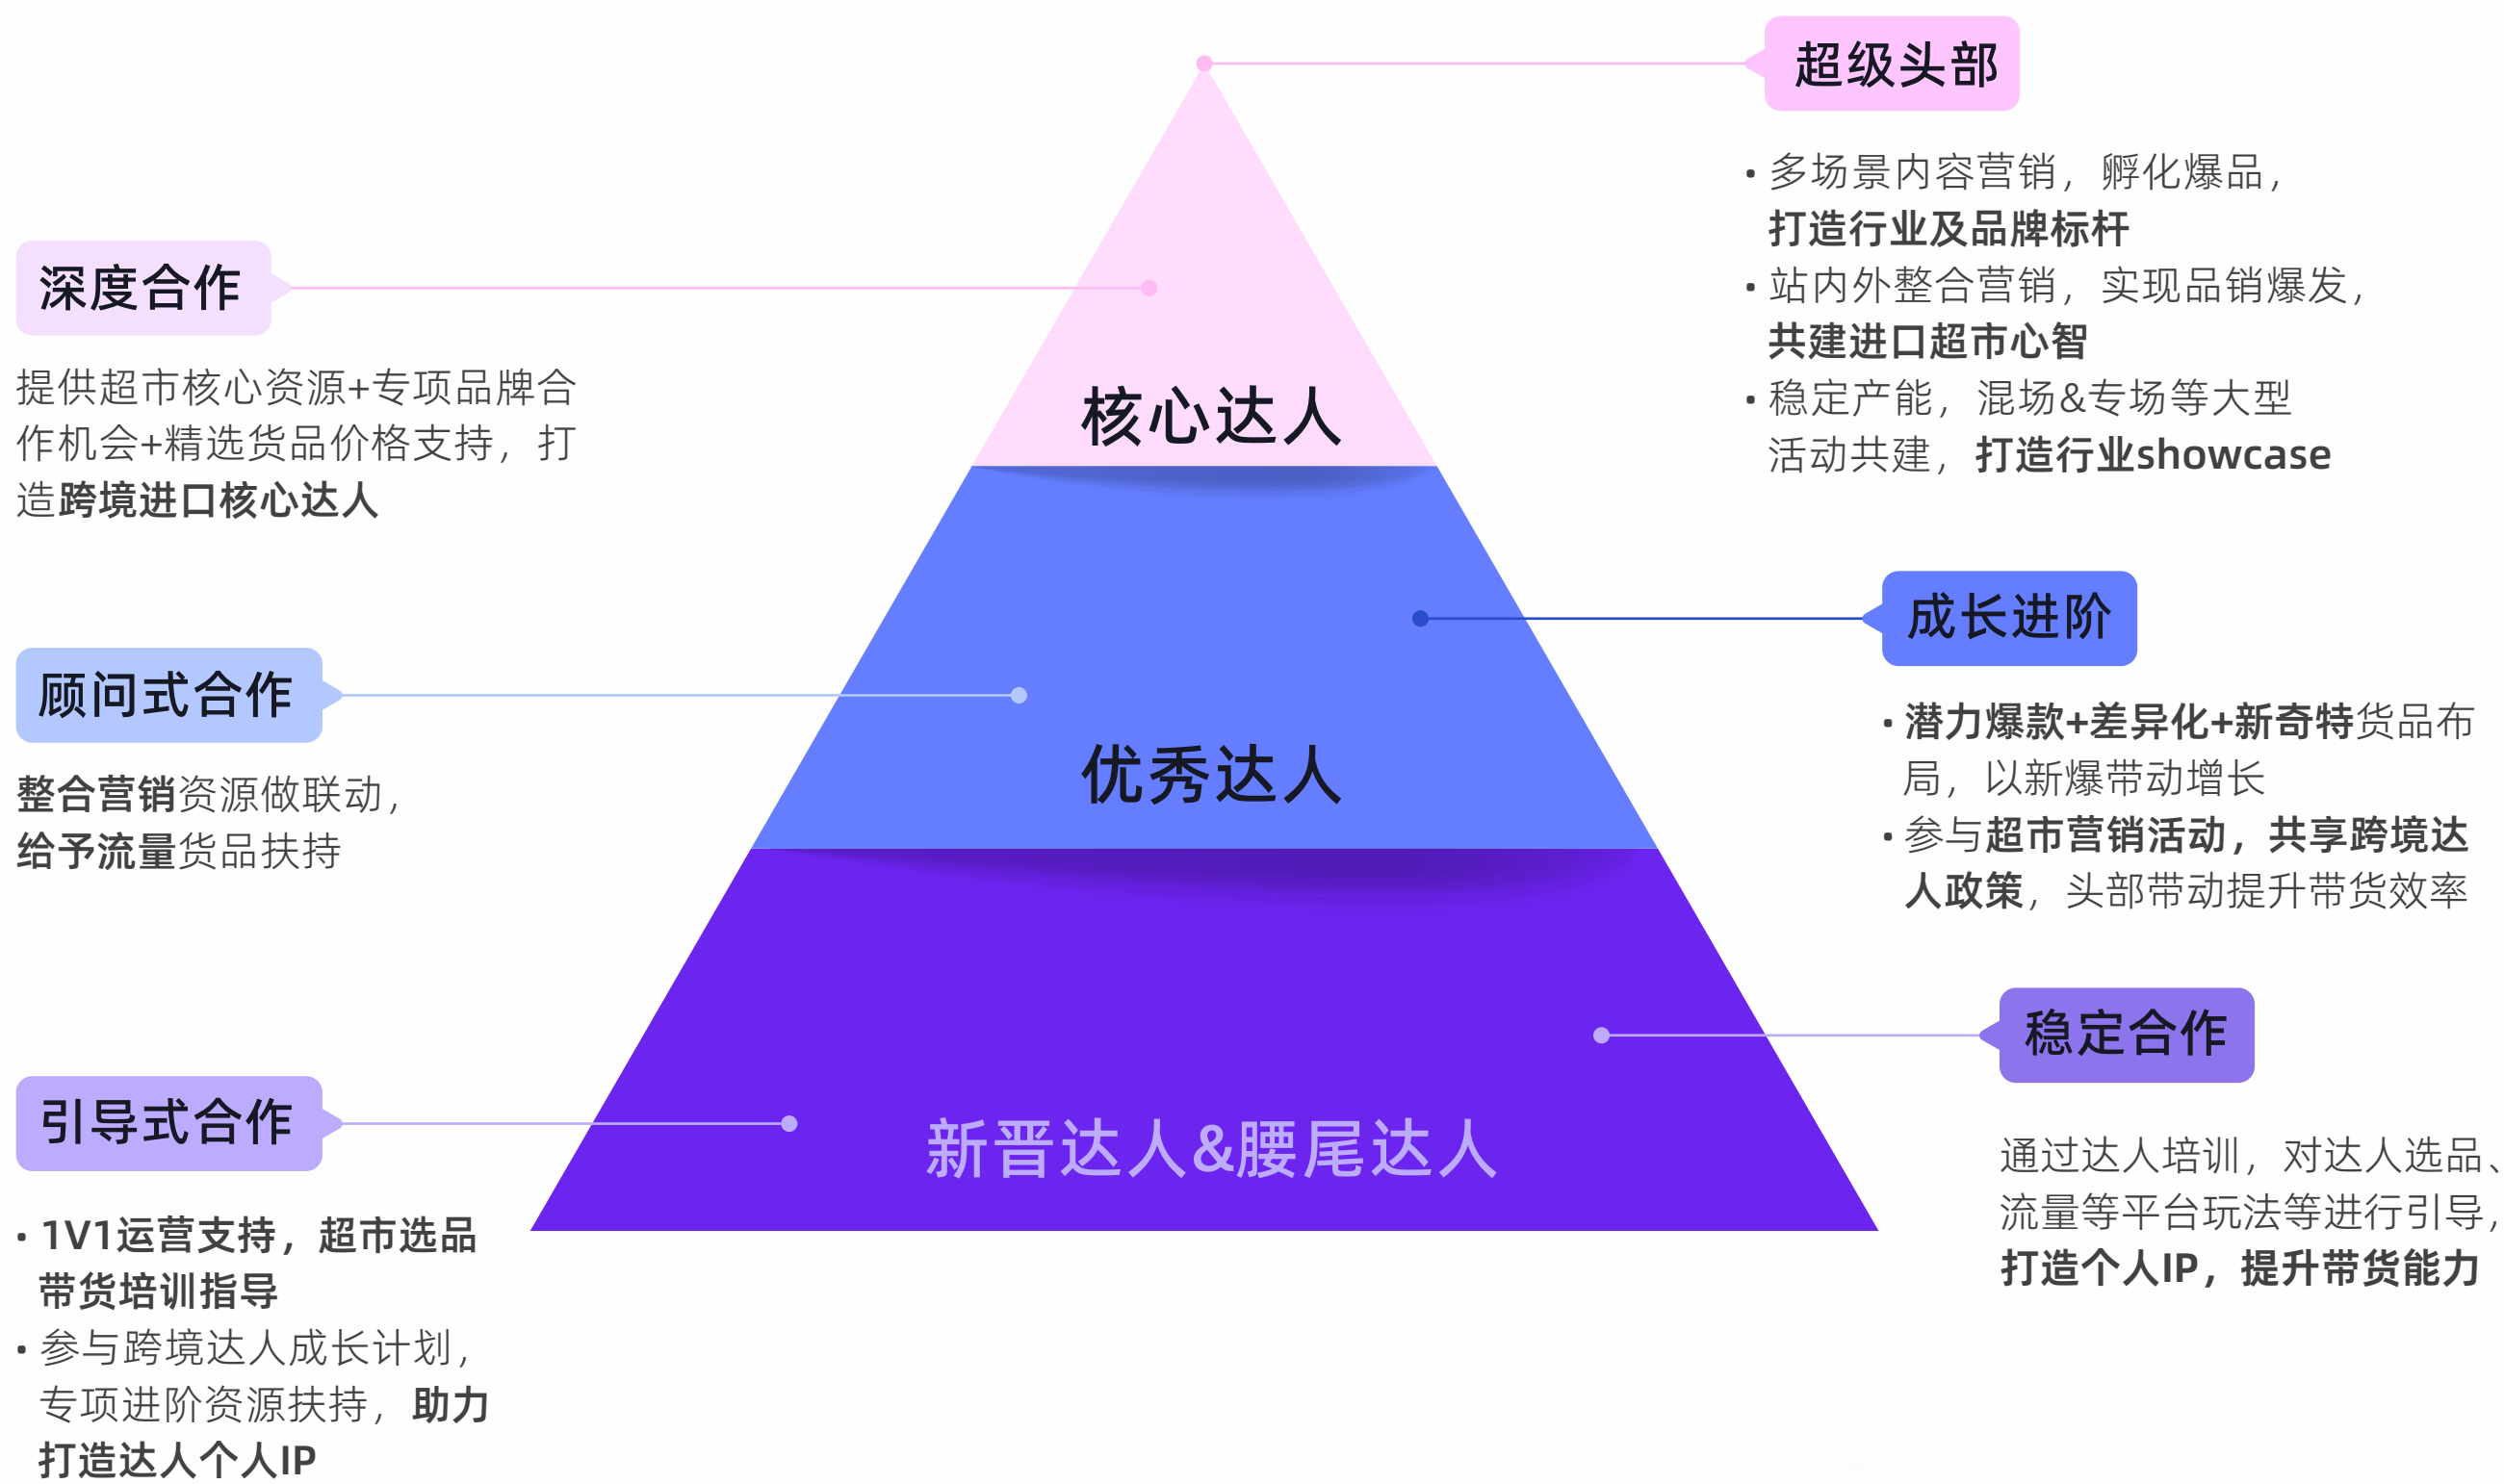 超级头部
• 多场景内容营销，孵化爆品，
打造行业及品牌标杆
• 站内外整合营销，实现品销爆发，
共建进口超市心智
• 稳定产能，混场&专场等大型
活动共建，打造行业showcase
深度合作
提供超市核心资源+专项品牌合
作机会+精选货品价格支持，打
造跨境进口核心达人
核心达人
成长进阶
• 潜力爆款+差异化+新奇特货品布
局，以新爆带动增长
• 参与超市营销活动，共享跨境达
人政策，头部带动提升带货效率
顾问式合作
整合营销资源做联动，
给予流量货品扶持
优秀达人
稳定合作
通过达人培训，对达人选品、
流量等平台玩法等进行引导，
打造个人IP，提升带货能力
引导式合作
• 1V1运营支持，超市选品
带货培训指导
• 参与跨境达人成长计划，
专项进阶资源扶持，助力
打造达人个人IP
新晋达人&腰尾达人